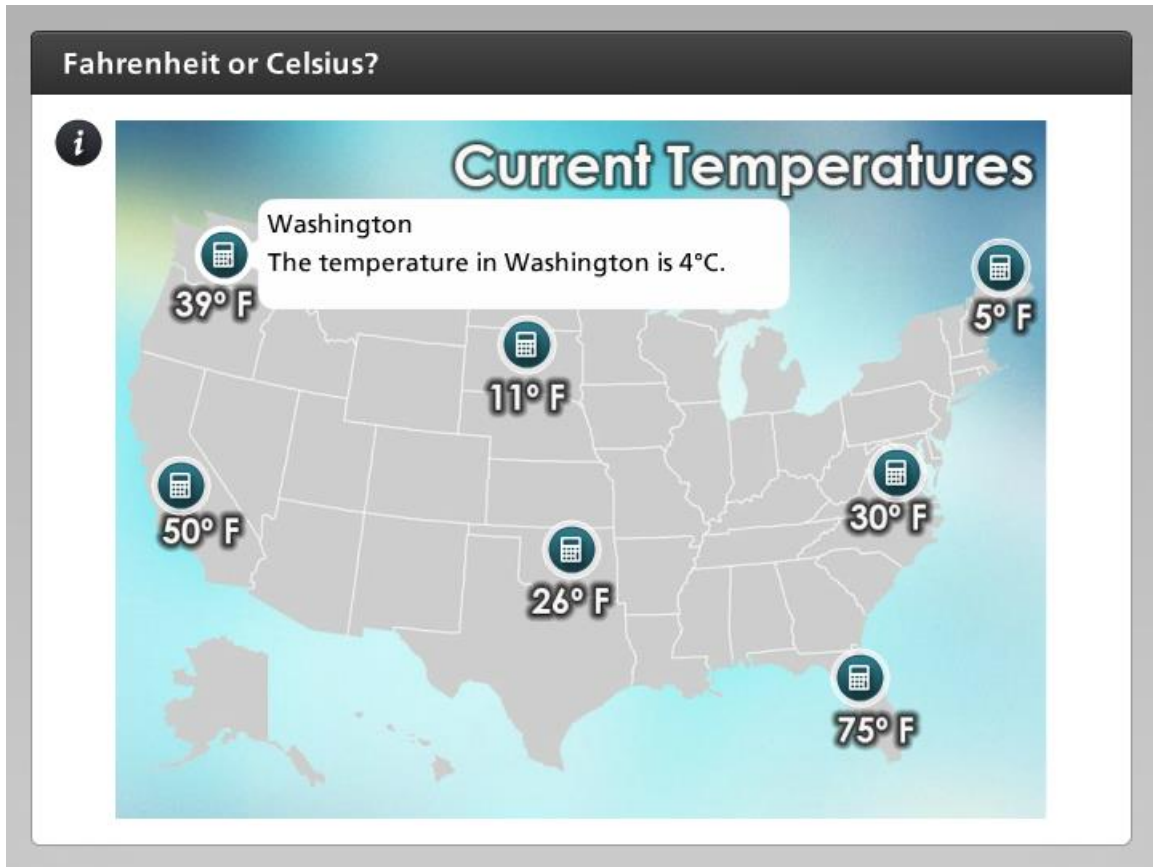 Fahrenheit or Celsius?
i
Current Temperatures
Washington
The temperature in Washington is 4°C.
39° F
5° F
11° F
50° F
30° F
26° F
75° F